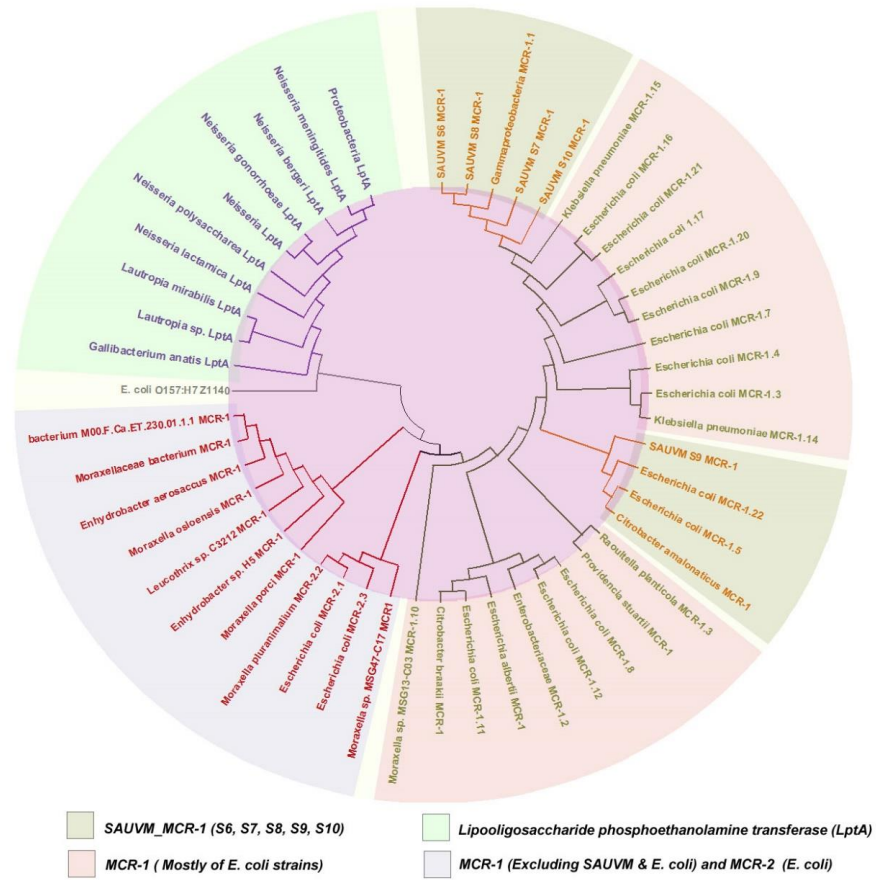 SAUVM S6 MCR-1
SAUVM S8 MCR-1
Gammaproteobacteria MCR-1.1
SAUVM S7 MCR-1
SAUVM S10 MCR-1
Klebsiella pneumoniae MCR-1.15
Escherichia coli MCR-1.16
Escherichia coli MCR-1.21
Escherichia coli 1.17
Escherichia coli MCR-1.20
Escherichia coli MCR-1.9
Escherichia coli MCR-1.7
Escherichia coli MCR-1.4
Escherichia coli MCR-1.3
Klebsiella pneumoniae MCR-1.14
SAUVM S9 MCR-1
Escherichia coli MCR-1.22
Escherichia coli MCR-1.5
Citrobacter amalonaticus MCR-1
Raoultella planticola MCR-1.3
Providencia stuartii MCR-1
Escherichia coli MCR-1.8
Escherichia coli MCR-1.12
Enterobacteriaceae MCR-1.2
Escherichia albertii MCR-1
Escherichia coli MCR-1.11
Citrobacter braakii MCR-1
Moraxella sp. MSG13-C03 MCR-1.10
Moraxella sp. MSG47-C17 MCR1
Escherichia coli MCR-2.3
Escherichia coli MCR-2.1
Moraxella pluranimalium MCR-2.2
Moraxella porci MCR-1
Enhydrobacter sp. H5 MCR-1
Leucothrix sp. C3212 MCR-1
Moraxella osloensis MCR-1
Enhydrobacter aerosaccus MCR-1
Moraxellaceae bacterium MCR-1
bacterium M00.F.Ca.ET.230.01.1.1 MCR-1
E. coli O157:H7 Z1140
Gallibacterium anatis LptA
Lautropia sp. LptA
Lautropia mirabilis LptA
Neisseria lactamica LptA
Neisseria polysaccharea LptA
Neisseria LptA
Neisseria gonorrhoeae LptA
Neisseria bergeri LptA
Neisseria meningitides LptA
Proteobacteria LptA
SAUVM_MCR-1 (S6, S7, S8, S9, S10)
Lipooligosaccharide phosphoethanolamine transferase (LptA)
MCR-1 ( Mostly of E. coli strains)
MCR-1 (Excluding SAUVM & E. coli) and MCR-2 (E. coli)